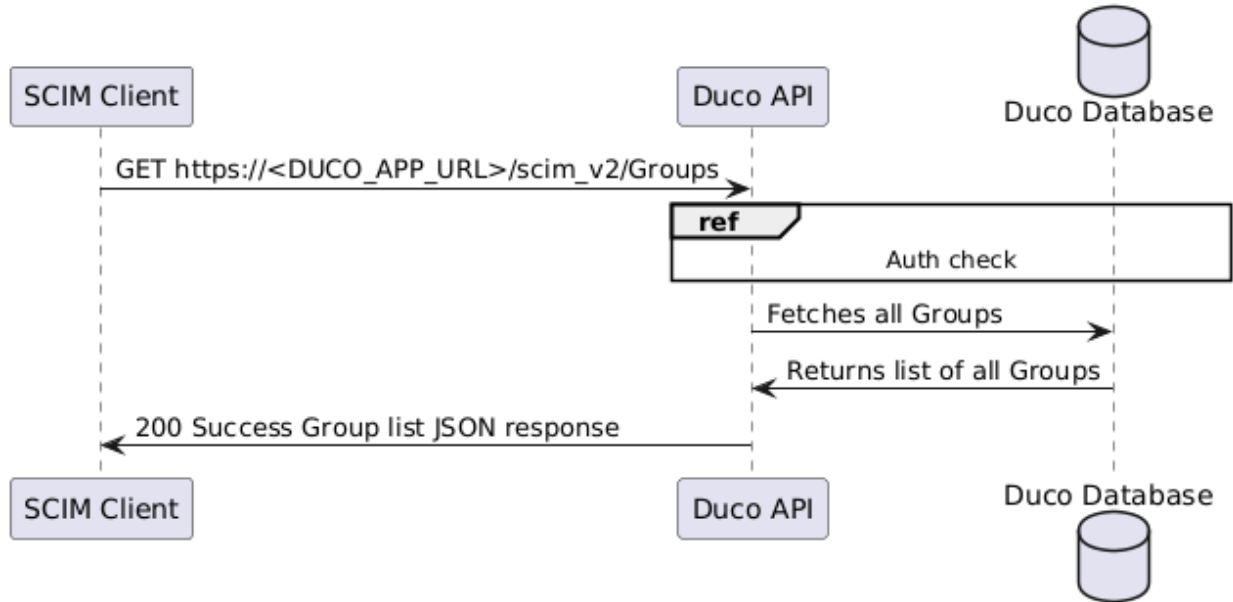 SCIM Client
Duco API
Duco Database
GET https://<DUCO_APP_URL>/scim_v2/Groups
ref
Auth check
Fetches all Groups
Returns list of all Groups
200 Success Group list JSON response
SCIM Client
Duco API
Duco Database